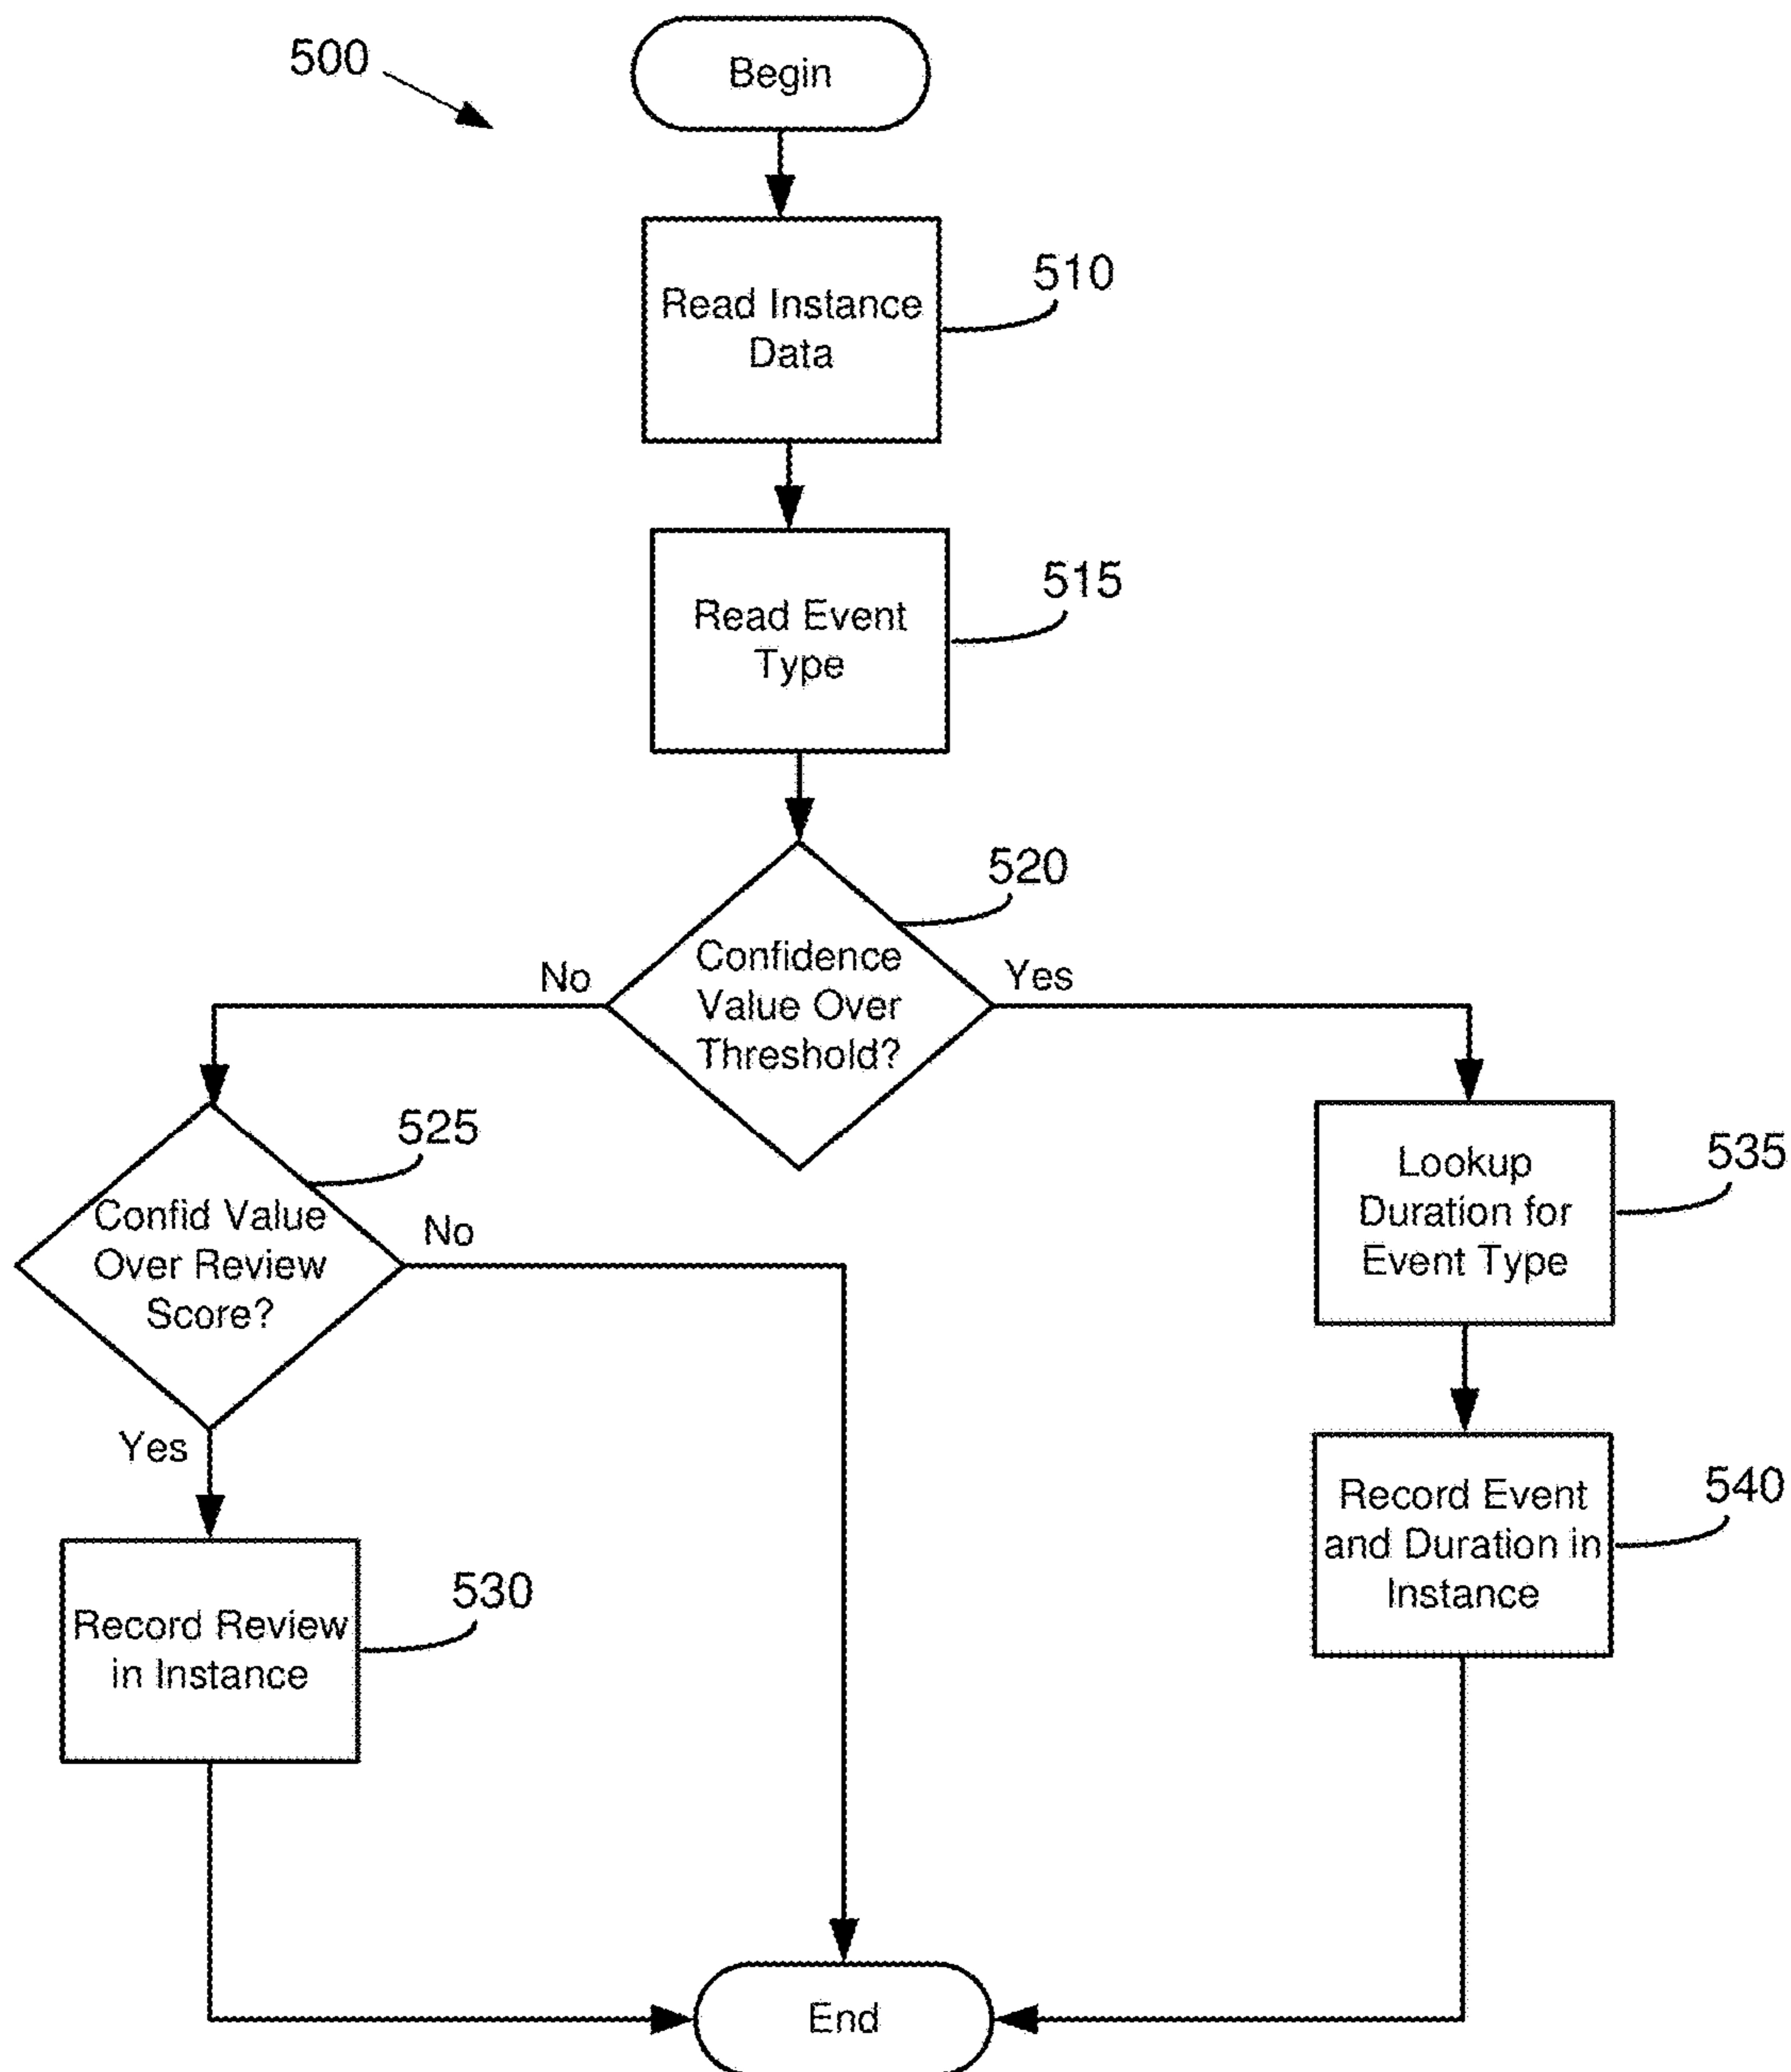 500
Begin
Read Instance
Data
510
Read Event
Type
515
520
Confidence
Value Over
Threshold?
No
Yes
525
Confid Value
Over Review
Score?
No
Yes
Lookup
Duration for
Event Type
535
Record Event
and Duration in
Instance
540
Record Review
in Instance
530
End